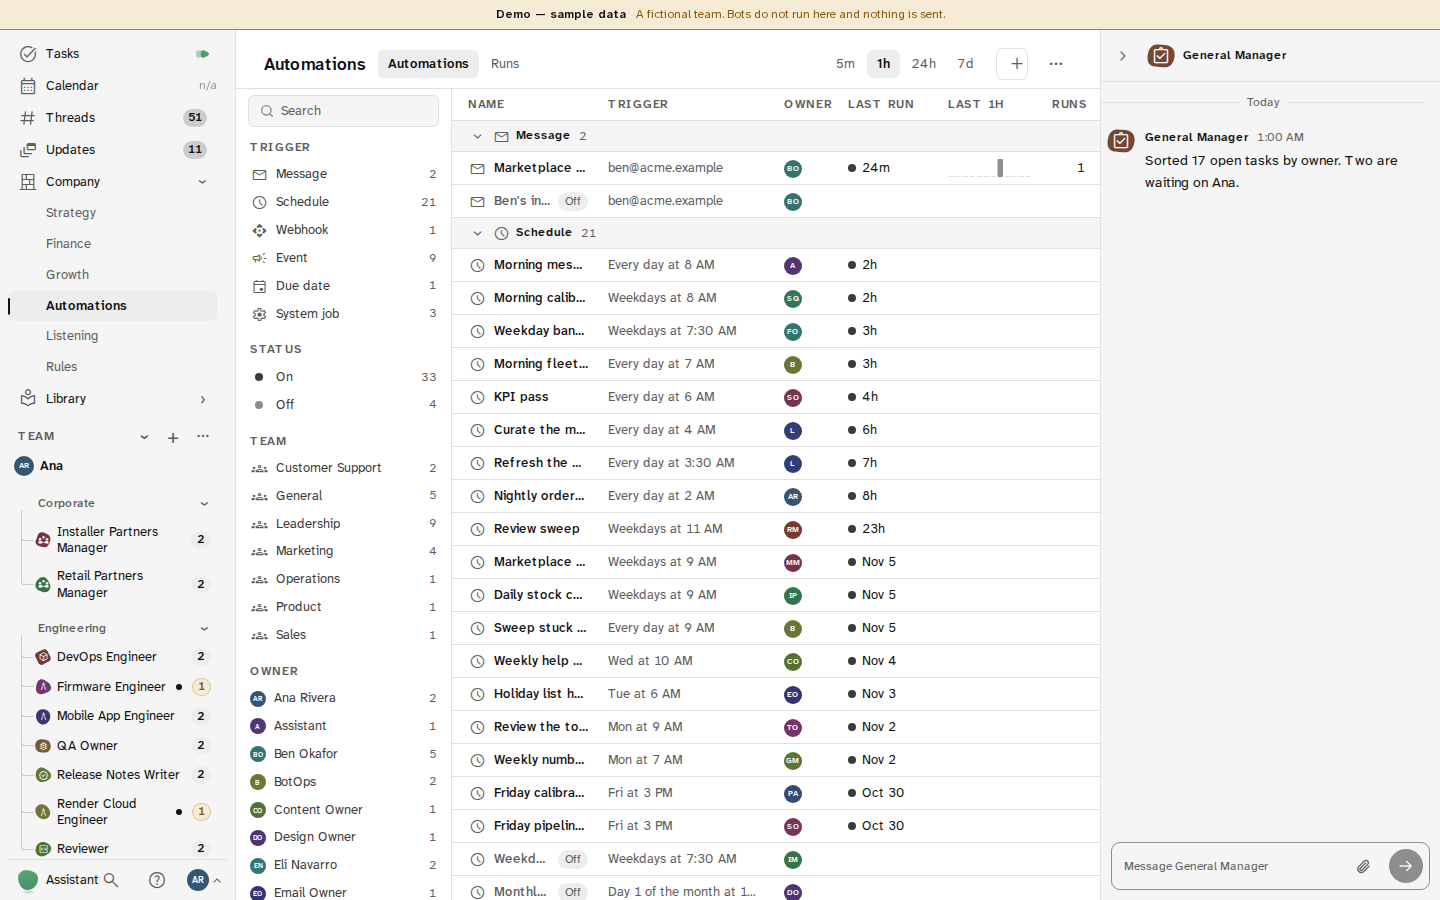 Demo — sample data A fictional team. Bots do not run here and nothing is sent.
Tasks
Calendar n/a
Threads 51
Updates 11
Company
Strategy
Finance
Growth
Automations
Listening
Rules
Library
TEAM
AR Ana
Corporate
Installer Partners Manager 2
Retail Partners Manager 2
Engineering
DevOps Engineer 2
Firmware Engineer 1
Mobile App Engineer 2
QA Owner 2
Release Notes Writer 2
Render Cloud Engineer 1
Reviewer 2
Assistant AR
Automations Automations Runs 5m 1h 24h 7d
Search
TRIGGER
Message 2
Schedule 21
Webhook 1
Event 9
Due date 1
System job 3
STATUS
On 33
Off 4
TEAM
Customer Support 2
General 5
Leadership 9
Marketing 4
Operations 1
Product 1
Sales 1
OWNER
AR Ana Rivera 2
A Assistant 1
BO Ben Okafor 5
B BotOps 2
CO Content Owner 1
DO Design Owner 1
EN Eli Navarro 2
EO Email Owner 1
NAME TRIGGER OWNER LAST RUN LAST 1H RUNS
Message 2
Marketplace ... ben@acme.example BO 24m 1
Ben's in... Off ben@acme.example BO
Schedule 21
Morning mes... Every day at 8 AM A 2h
Morning calib... Weekdays at 8 AM SG 2h
Weekday ban... Weekdays at 7:30 AM FO 3h
Morning fleet... Every day at 7 AM B 3h
KPI pass Every day at 6 AM SO 4h
Curate the m... Every day at 4 AM L 6h
Refresh the ... Every day at 3:30 AM L 7h
Nightly order... Every day at 2 AM AR 8h
Review sweep Weekdays at 11 AM RM 23h
Marketplace ... Weekdays at 9 AM MM Nov 5
Daily stock c... Weekdays at 9 AM IP Nov 5
Sweep stuck ... Every day at 9 AM B Nov 5
Weekly help ... Wed at 10 AM CO Nov 4
Holiday list h... Tue at 6 AM EO Nov 3
Review the to... Mon at 9 AM TO Nov 2
Weekly numb... Mon at 7 AM GM Nov 2
Friday calibra... Fri at 3 PM PA Oct 30
Friday pipelin... Fri at 3 PM SO Oct 30
Weekd... Off Weekdays at 7:30 AM IM
Monthl... Off Day 1 of the month at 1... DO
General Manager
Today
General Manager 1:00 AM
Sorted 17 open tasks by owner. Two are
waiting on Ana.
Message General Manager